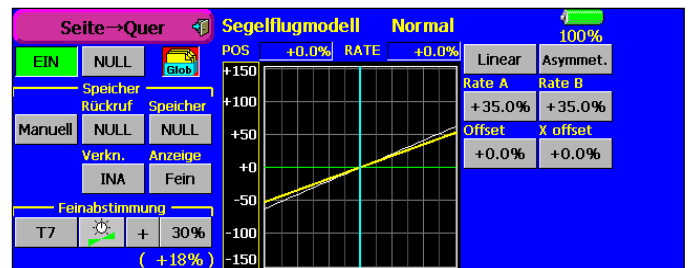 Seite→Quer
Segelflugmodell Normal
100%
POS +0.0% RATE +0.0%
EIN NULL Glob
Linear Asymmet.
Speicher
Rückruf Speicher
Manuell NULL NULL
Verkn. Anzeige
INA Fein
Feinabstimmung
T7 + 30%
( +18% )
+150
+100
+50
+0
-50
-100
-150
Rate A Rate B
+35.0% +35.0%
Offset X offset
+0.0% +0.0%